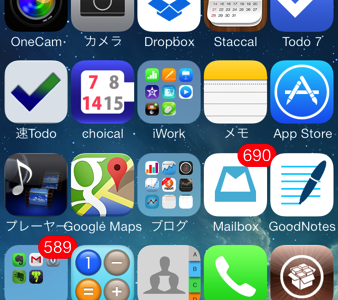 OneCam
カメラ
Dropbox
Staccal
Todo 7
7 8
14 15
速Todo
choical
iWork
メモ
App Store
690
プレーヤー
Google Maps
ブログ
Mailbox
GoodNotes
589
1
A
B
C